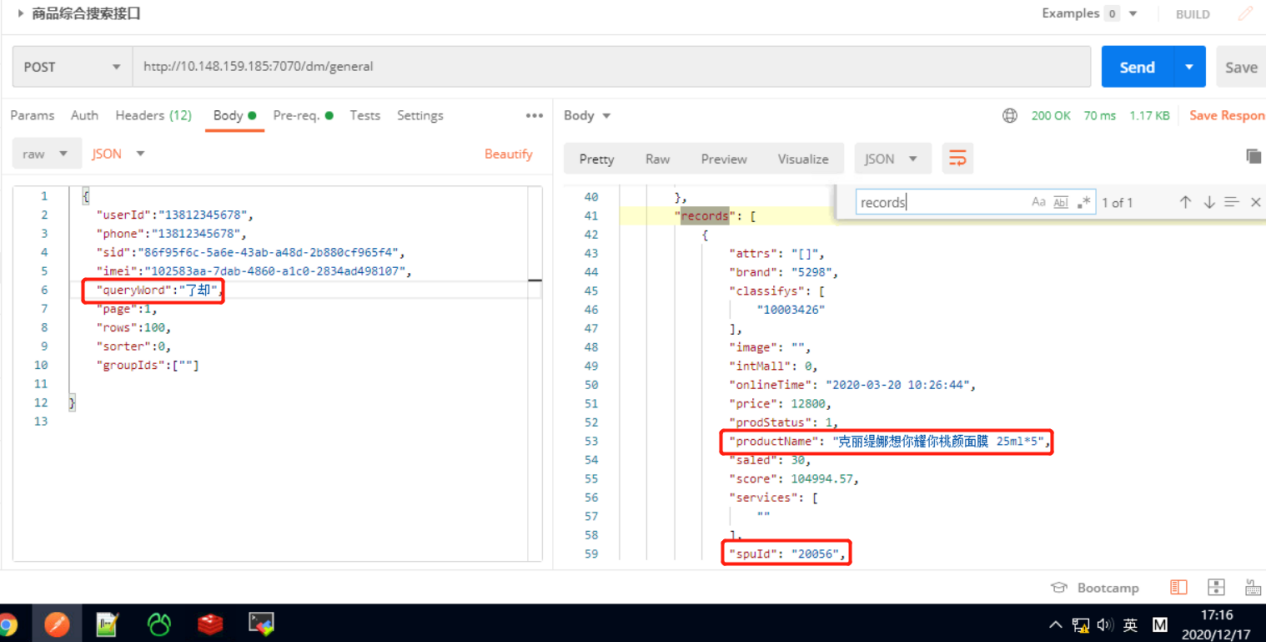 商品综合搜索接口
Examples 0
BUILD
POST
http://10.148.159.185:7070/dm/general
Send
Save
Params Auth Headers (12) Body Pre-req. Tests Settings
raw JSON
Beautify
1 {
2 "userId":"13812345678",
3 "phone":"13812345678",
4 "sid":"86f95f6c-5a6e-43ab-a48d-2b880cf965f4",
5 "imei":"102583aa-7dab-4860-a1c0-2834ad498107",
6 "queryWord":"了却",
7 "page":1,
8 "rows":100,
9 "sorter":0,
10 "groupIds":[""]
11
12 }
13
Body
200 OK 70 ms 1.17 KB Save Respon
Pretty Raw Preview Visualize JSON
records
Aa Abl .*
1 of 1
40 },
41 "records": [
42 {
43 "attrs": "[]",
44 "brand": "5298",
45 "classifys": [
46 "10003426"
47 ],
48 "image": "",
49 "intMall": 0,
50 "onlineTime": "2020-03-20 10:26:44",
51 "price": 12800,
52 "prodStatus": 1,
53 "productName": "克丽缇娜想你耀你桃颜面膜 25ml*5",
54 "saled": 30,
55 "score": 104994.57,
56 "services": [
57 ""
58 ],
59 "spuId": "20056",
Bootcamp
英 M
17:16
2020/12/17